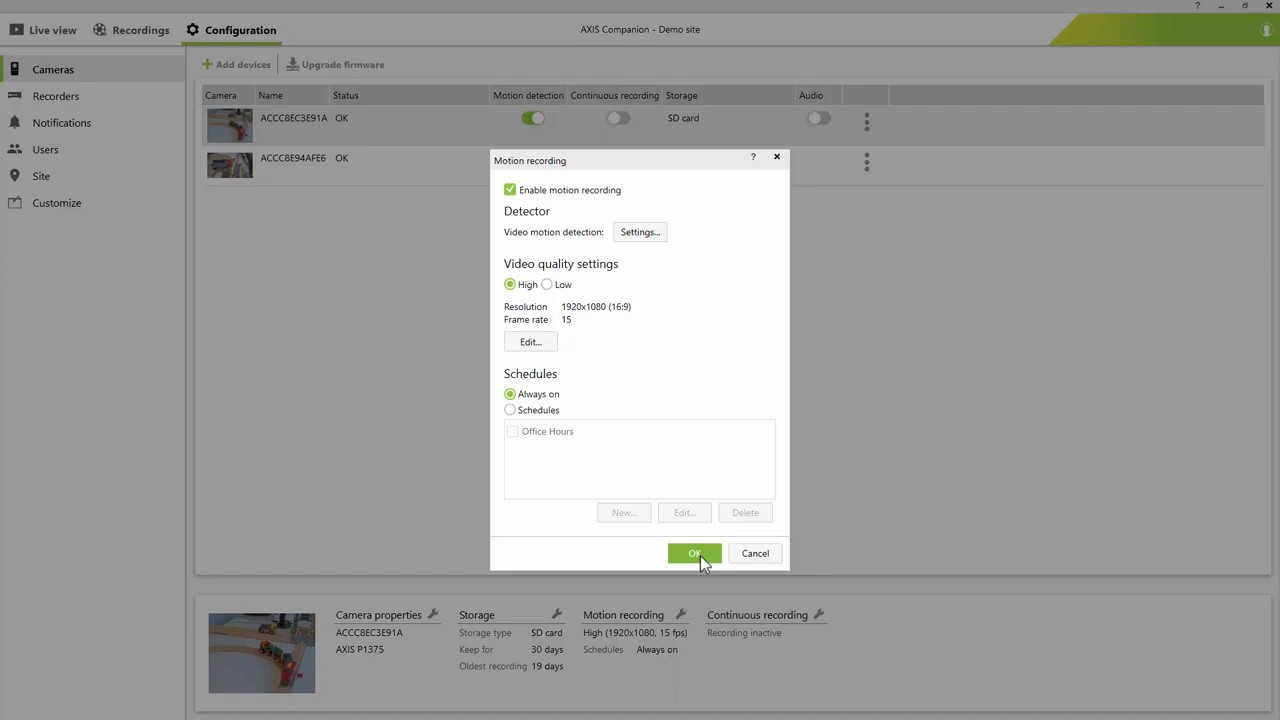 ?
Live view Recordings Configuration AXIS Companion - Demo site
Cameras
Recorders
Notifications
Users
Site
Customize
+ Add devices Upgrade firmware
Camera Name Status Motion detection Continuous recording Storage Audio
ACCC8EC3E91A OK SD card
ACCC8E94AFE6 OK
Motion recording ?
Enable motion recording
Detector
Video motion detection: Settings...
Video quality settings
High Low
Resolution 1920x1080 (16:9)
Frame rate 15
Edit...
Schedules
Always on
Schedules
Office Hours
New... Edit... Delete
OK Cancel
Camera properties Storage Motion recording Continuous recording
ACCC8EC3E91A Storage type SD card High (1920x1080, 15 fps) Recording inactive
AXIS P1375 Keep for 30 days Schedules Always on
Oldest recording 19 days